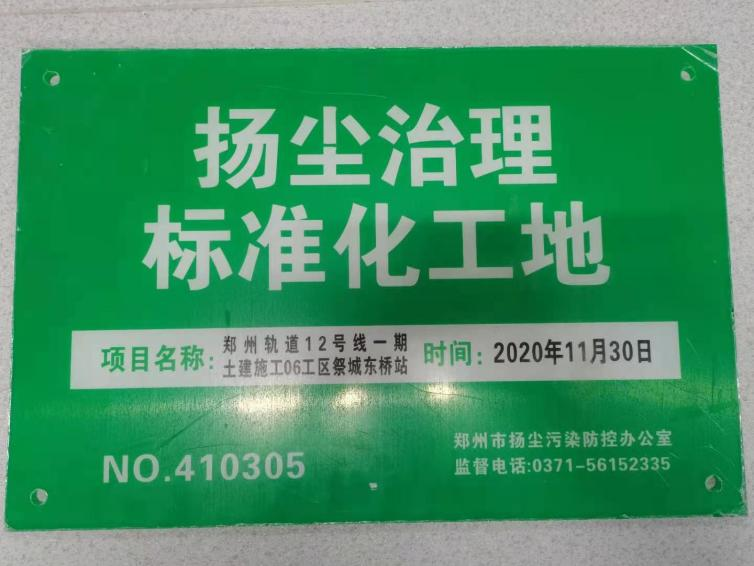 扬尘治理
标准化工地
项目名称:
郑州轨道12号线一期
土建施工06工区祭城东桥站
时间:
2020年11月30日
NO.410305
郑州市扬尘污染防控办公室
监督电话:0371-56152335